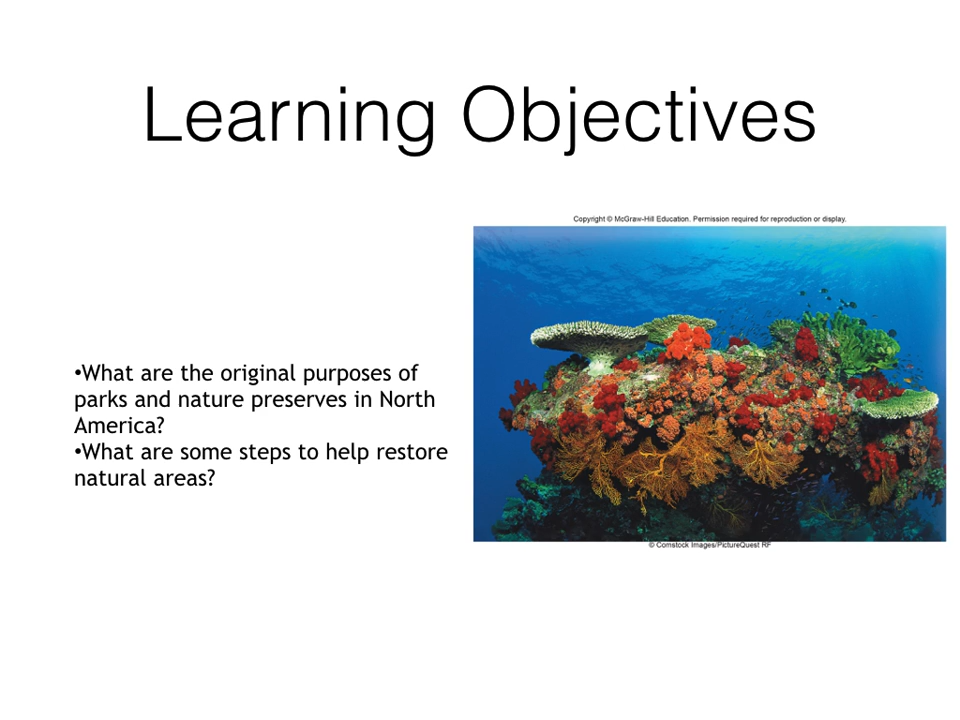 Learning Objectives
Copyright © McGraw-Hill Education. Permission required for reproduction or display.
•What are the original purposes of
parks and nature preserves in North
America?
•What are some steps to help restore
natural areas?
© Comstock Images/PictureQuest RF